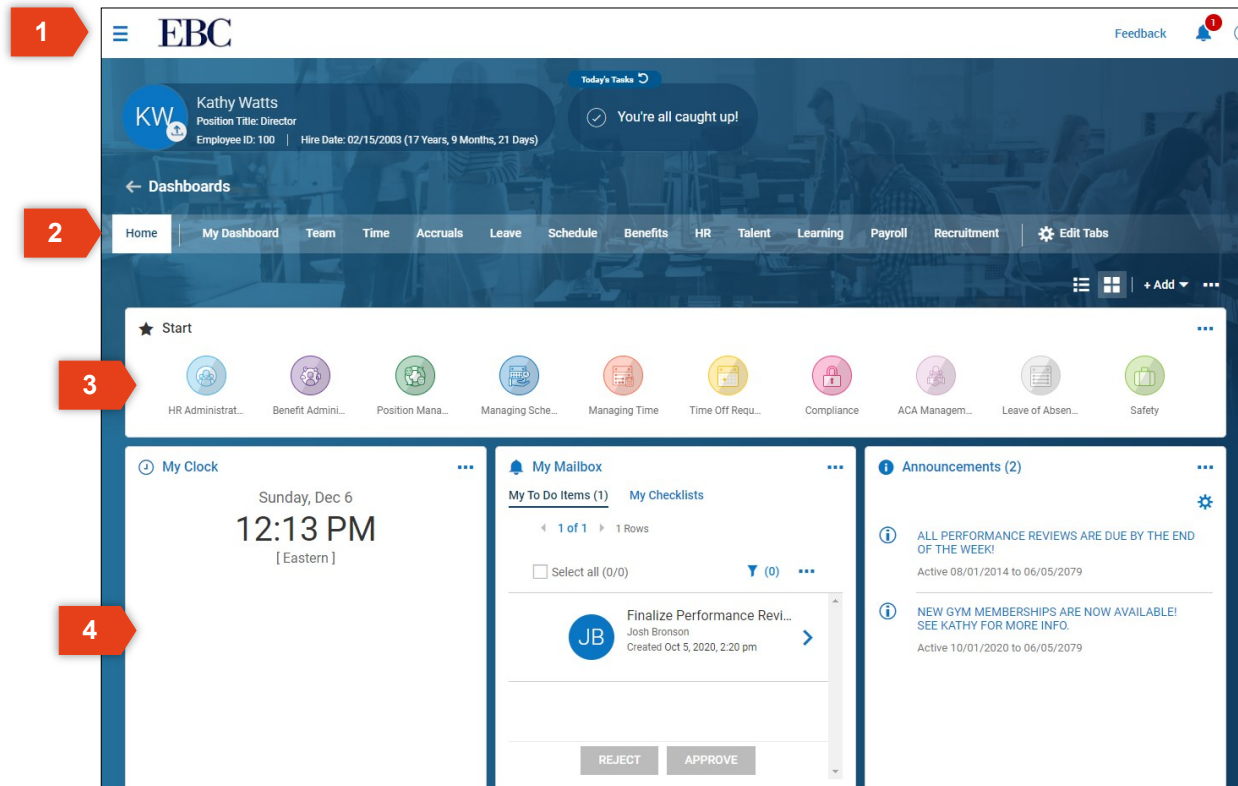 1
EBC
Feedback
1
Today's Tasks
KW
Kathy Watts
Position Title: Director
Employee ID: 100 | Hire Date: 02/15/2003 (17 Years, 9 Months, 21 Days)
You're all caught up!
Dashboards
2
Home | My Dashboard Team Time Accruals Leave Schedule Benefits HR Talent Learning Payroll Recruitment | Edit Tabs
+ Add
Start
3
HR Administrat... Benefit Admini... Position Mana... Managing Sche... Managing Time Time Off Requ... Compliance ACA Managem... Leave of Absen... Safety
My Clock
Sunday, Dec 6
12:13 PM
[ Eastern ]
My Mailbox
My To Do Items (1) My Checklists
1 of 1 1 Rows
Select all (0/0) (0)
4
JB
Finalize Performance Revi...
Josh Bronson
Created Oct 5, 2020, 2:20 pm
REJECT APPROVE
Announcements (2)
ALL PERFORMANCE REVIEWS ARE DUE BY THE END
OF THE WEEK!
Active 08/01/2014 to 06/05/2079
NEW GYM MEMBERSHIPS ARE NOW AVAILABLE!
SEE KATHY FOR MORE INFO.
Active 10/01/2020 to 06/05/2079